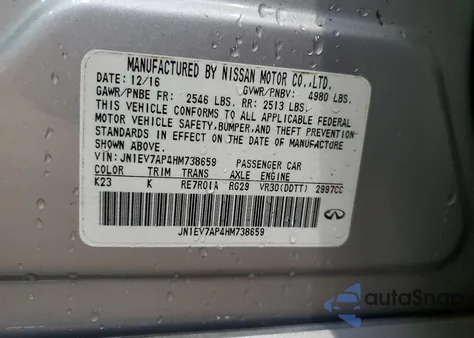 MANUFACTURED BY NISSAN MOTOR CO.,LTD.
DATE: 12/16 GVWR/PNBV: 4980 LBS.
GAWR/PNBE FR: 2546 LBS. RR: 2513 LBS.
THIS VEHICLE CONFORMS TO ALL APPLICABLE FEDERAL
MOTOR VEHICLE SAFETY, BUMPER, AND THEFT PREVENTION
STANDARDS IN EFFECT ON THE DATE OF MANUFACTURE
SHOWN ABOVE.
VIN: JN1EV7AP4HM738659 PASSENGER CAR
COLOR TRIM TRANS AXLE ENGINE
K23 K RE7R01A RG29 VR30(DDTT) 2997CC
JN1EV7AP4HM738659
autoSnap